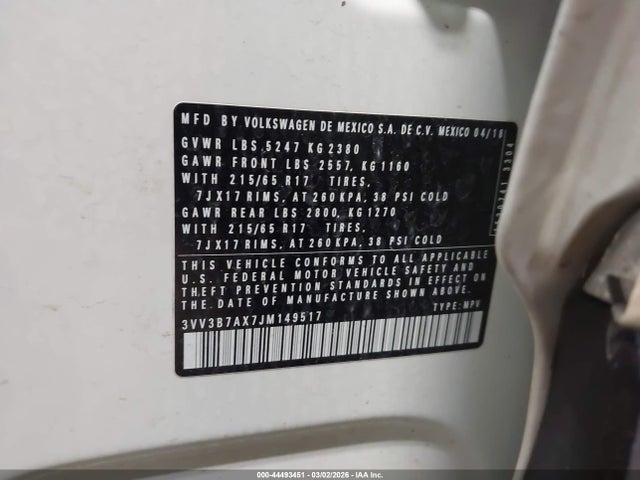 MFD BY VOLKSWAGEN DE MEXICO S.A. DE C.V. MEXICO 04/18
GVWR LBS 5247 KG 2380
GAWR FRONT LBS 2557, KG 1160
WITH 215/65 R17 TIRES,
7JX17 RIMS, AT 260 KPA, 38 PSI COLD
GAWR REAR LBS 2800, KG 1270
WITH 215/65 R17 TIRES,
7JX17 RIMS, AT 260 KPA, 38 PSI COLD
THIS VEHICLE CONFORMS TO ALL APPLICABLE
U.S. FEDERAL MOTOR VEHICLE SAFETY AND
THEFT PREVENTION STANDARDS IN EFFECT ON
THE DATE OF MANUFACTURE SHOWN ABOVE.
3VV3B7AX7JM149517 TYPE: MPV
3304
000-44493451 | 03/02/2026 - IAA Inc.